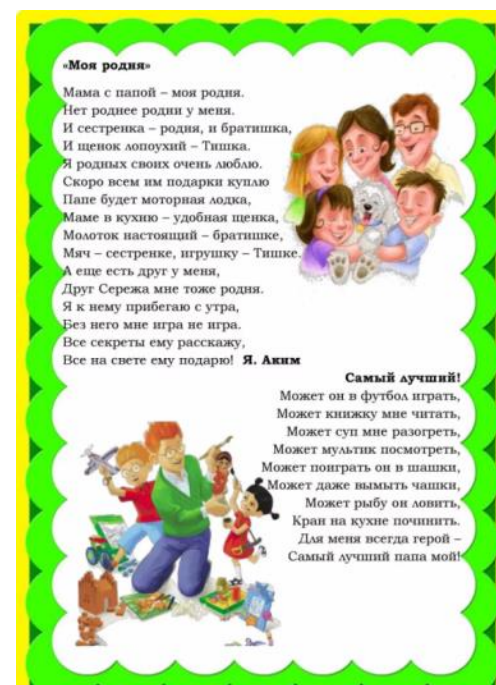 «Моя родня»
Мама с папой – моя родня.
Нет роднее родни у меня.
И сестренка – родня, и братишка,
И щенок лопоухий – Тишка.
Я родных своих очень люблю.
Скоро всем им подарки куплю
Папе будет моторная лодка,
Маме в кухню – удобная щенка,
Молоток настоящий – братишке,
Мяч – сестренке, игрушку – Тишке.
А еще есть друг у меня,
Друг Сережа мне тоже родня.
Я к нему прибегаю с утра,
Без него мне игра не игра.
Все секреты ему расскажу,
Все на свете ему подарю! Я. Аким
Самый лучший!
Может он в футбол играть,
Может книжку мне читать,
Может суп мне разогреть,
Может мультик посмотреть,
Может поиграть он в шашки,
Может даже вымыть чашки,
Может рыбу он ловить,
Кран на кухне починить.
Для меня всегда герой –
Самый лучший папа мой!